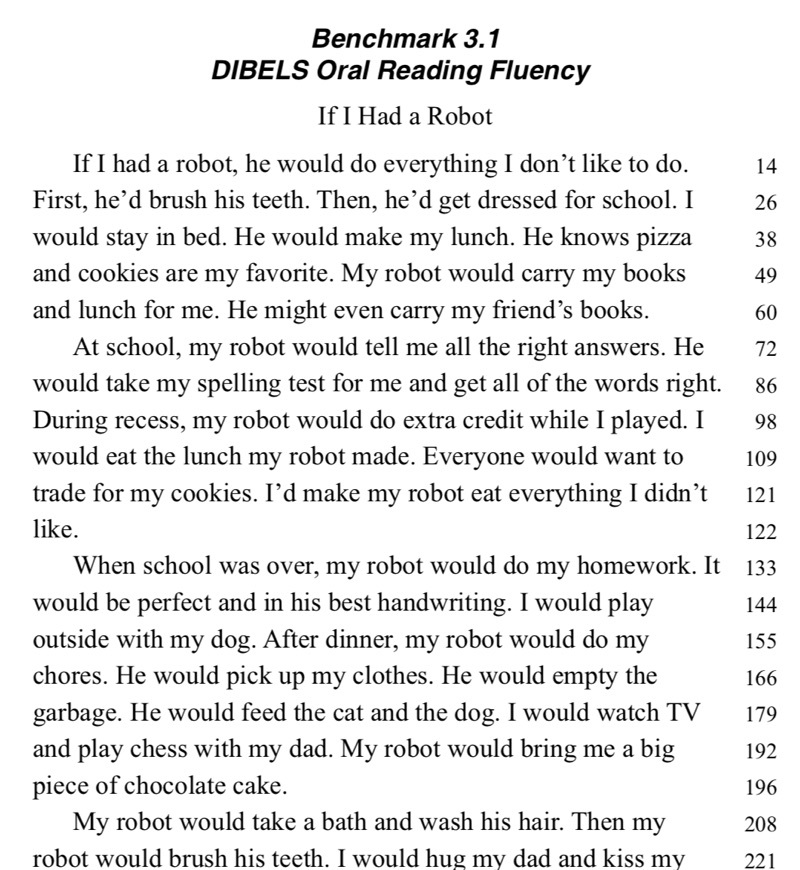 Benchmark 3.1
DIBELS Oral Reading Fluency
If I Had a Robot
If I had a robot, he would do everything I don’t like to do. 14
First, he’d brush his teeth. Then, he’d get dressed for school. I 26
would stay in bed. He would make my lunch. He knows pizza 38
and cookies are my favorite. My robot would carry my books 49
and lunch for me. He might even carry my friend’s books. 60
At school, my robot would tell me all the right answers. He 72
would take my spelling test for me and get all of the words right. 86
During recess, my robot would do extra credit while I played. I 98
would eat the lunch my robot made. Everyone would want to 109
trade for my cookies. I’d make my robot eat everything I didn’t 121
like. 122
When school was over, my robot would do my homework. It 133
would be perfect and in his best handwriting. I would play 144
outside with my dog. After dinner, my robot would do my 155
chores. He would pick up my clothes. He would empty the 166
garbage. He would feed the cat and the dog. I would watch TV 179
and play chess with my dad. My robot would bring me a big 192
piece of chocolate cake. 196
My robot would take a bath and wash his hair. Then my 208
robot would brush his teeth. I would hug my dad and kiss my 221